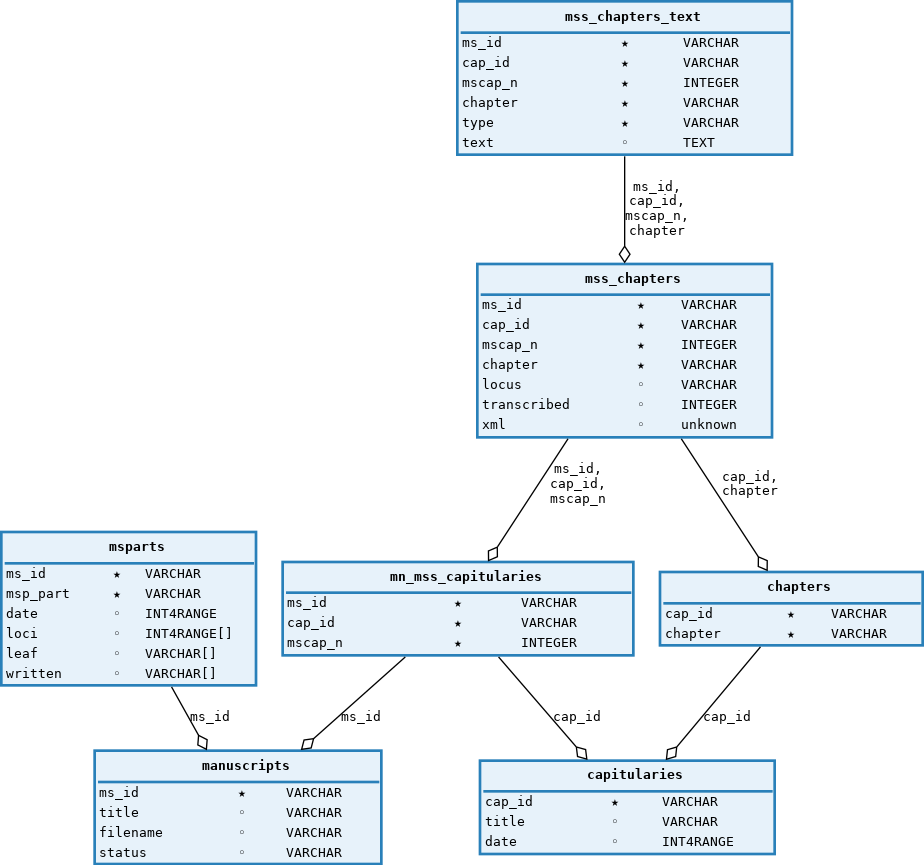 mss_chapters_text
ms_id ★ VARCHAR
cap_id ★ VARCHAR
mscap_n ★ INTEGER
chapter ★ VARCHAR
type ★ VARCHAR
text ◦ TEXT
ms_id,
cap_id,
mscap_n,
chapter
mss_chapters
ms_id ★ VARCHAR
cap_id ★ VARCHAR
mscap_n ★ INTEGER
chapter ★ VARCHAR
locus ◦ VARCHAR
transcribed ◦ INTEGER
xml ◦ unknown
ms_id,
cap_id,
mscap_n
cap_id,
chapter
msparts
ms_id ★ VARCHAR
msp_part ★ VARCHAR
date ◦ INT4RANGE
loci ◦ INT4RANGE[]
leaf ◦ VARCHAR[]
written ◦ VARCHAR[]
mn_mss_capitularies
ms_id ★ VARCHAR
cap_id ★ VARCHAR
mscap_n ★ INTEGER
chapters
cap_id ★ VARCHAR
chapter ★ VARCHAR
ms_id
ms_id
cap_id
cap_id
manuscripts
ms_id ★ VARCHAR
title ◦ VARCHAR
filename ◦ VARCHAR
status ◦ VARCHAR
capitularies
cap_id ★ VARCHAR
title ◦ VARCHAR
date ◦ INT4RANGE